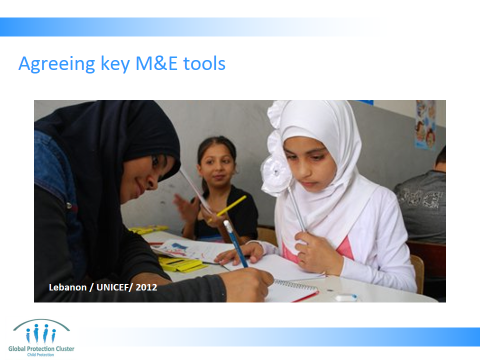 Agreeing key M&E tools
Lebanon / UNICEF/ 2012
Global Protection Cluster
Child Protection